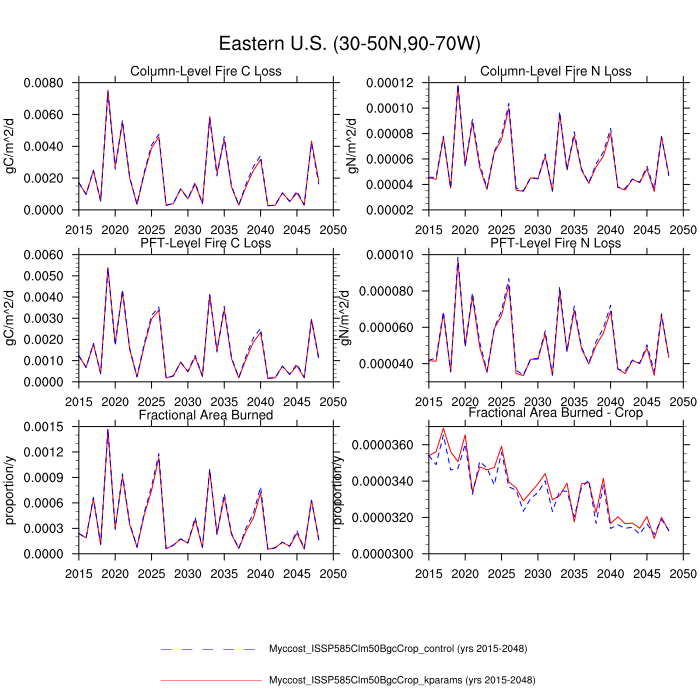 Eastern U.S. (30-50N,90-70W)
Column-Level Fire C Loss
gC/m^2/d
0.0080
0.0060
0.0040
0.0020
0.0000
2015 2020 2025 2030 2035 2040 2045 2050
Column-Level Fire N Loss
gN/m^2/d
0.00012
0.00010
0.00008
0.00006
0.00004
0.00002
2015 2020 2025 2030 2035 2040 2045 2050
PFT-Level Fire C Loss
gC/m^2/d
0.0060
0.0050
0.0040
0.0030
0.0020
0.0010
0.0000
2015 2020 2025 2030 2035 2040 2045 2050
PFT-Level Fire N Loss
gN/m^2/d
0.00010
0.000080
0.000060
0.000040
2015 2020 2025 2030 2035 2040 2045 2050
Fractional Area Burned
proportion/y
0.0015
0.0012
0.0009
0.0006
0.0003
0.0000
2015 2020 2025 2030 2035 2040 2045 2050
Fractional Area Burned - Crop
proportion/y
0.0000360
0.0000340
0.0000320
0.0000300
2015 2020 2025 2030 2035 2040 2045 2050
Myccost_ISSP585Clm50BgcCrop_control (yrs 2015-2048)
Myccost_ISSP585Clm50BgcCrop_kparams (yrs 2015-2048)